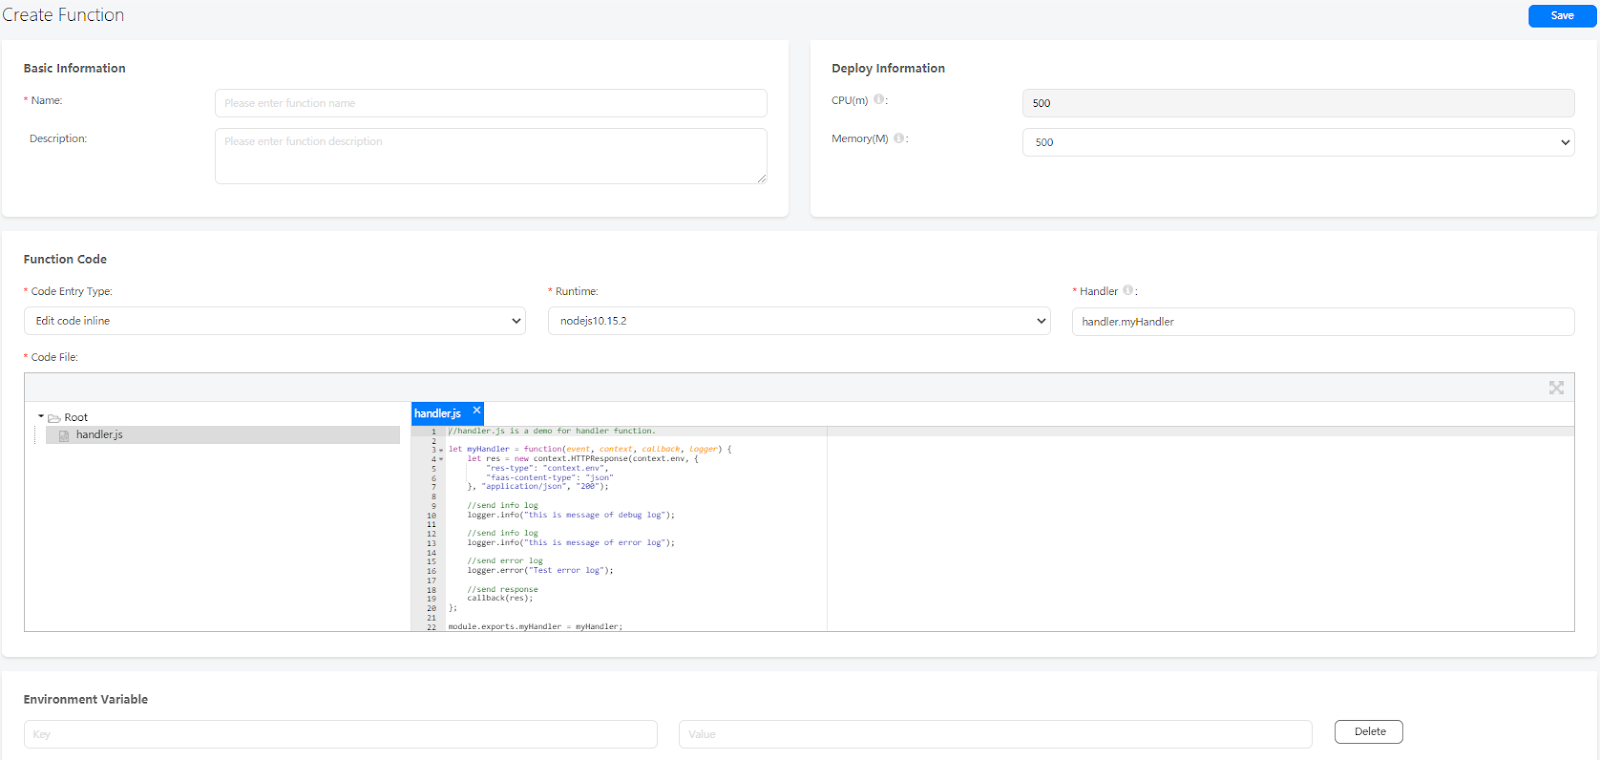 Create Function
Save
Basic Information
* Name:
Please enter function name
Description:
Please enter function description
Deploy Information
CPU(m) :
500
Memory(M) :
500
Function Code
* Code Entry Type:
Edit code inline
* Runtime:
nodejs10.15.2
* Handler :
handler.myHandler
* Code File:
Root
handler.js
handler.js ×
1 //handler.js is a demo for handler function.
2
3 let myHandler = function(event, context, callback, logger) {
4 let res = new context.HTTPResponse(context.env, {
5 "res-type": "context.env",
6 "faas-content-type": "json"
7 }, "application/json", "200");
8
9 //send info log
10 logger.info("this is message of debug log");
11
12 //send info log
13 logger.info("this is message of error log");
14
15 //send error log
16 logger.error("Test error log");
17
18 //send response
19 callback(res);
20 };
21
22 module.exports.myHandler = myHandler;
Environment Variable
Key
Value
Delete